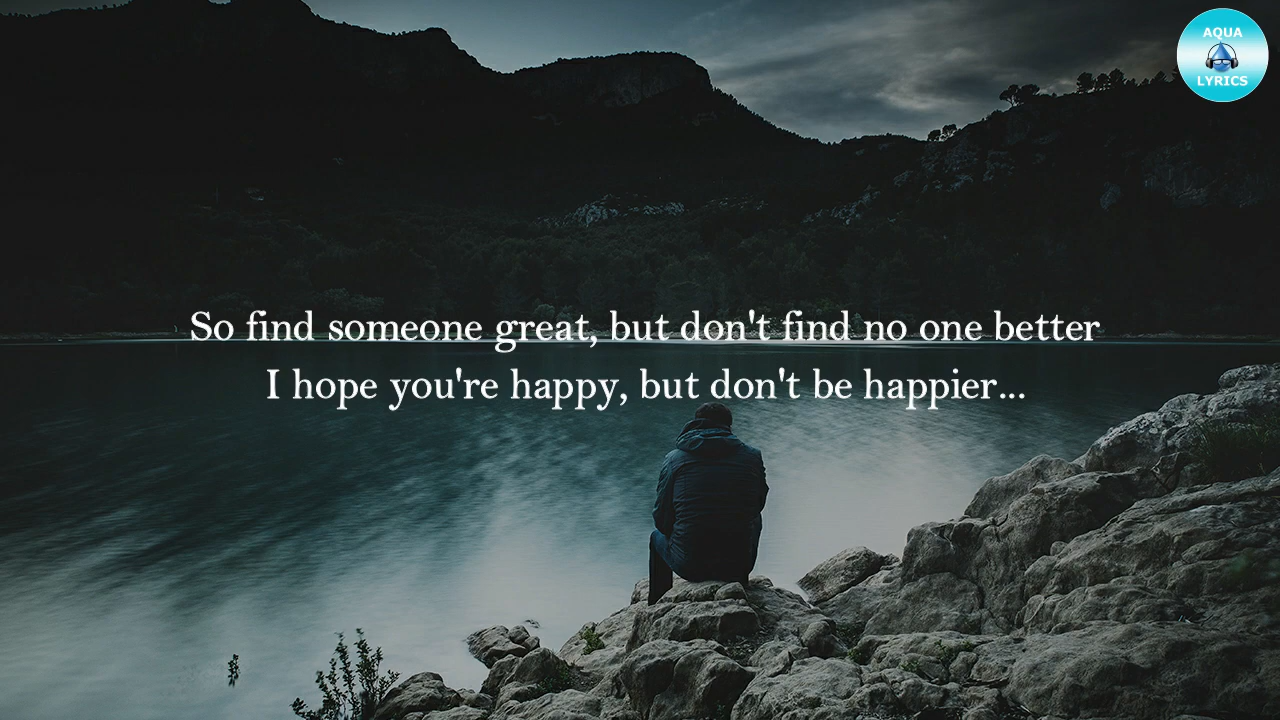 AQUA
LYRICS
So find someone great, but don't find no one better
I hope you're happy, but don't be happier...